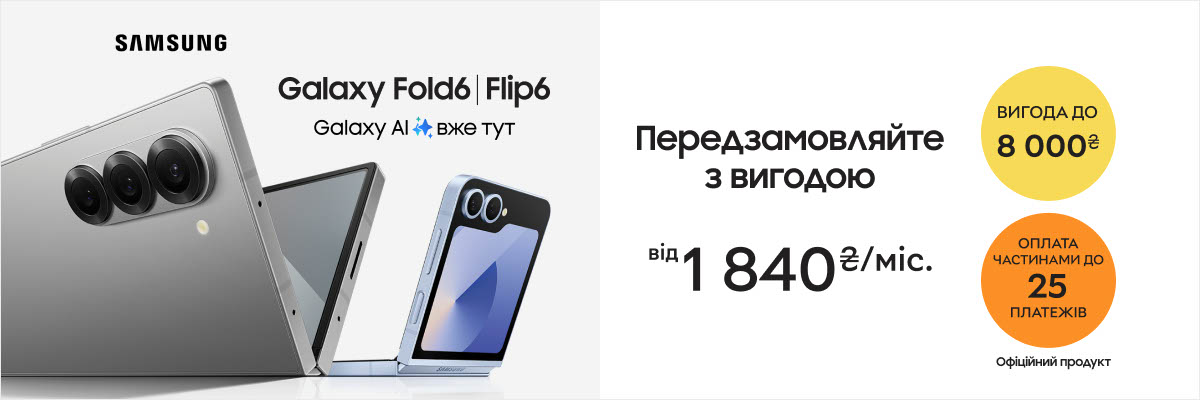 SAMSUNG
Galaxy Fold6 | Flip6
Galaxy AI вже тут
SAMSUNG
Передзамовляйте
з вигодою
від 1 840 ₴/міс.
ВИГОДА ДО
8 000₴
ОПЛАТА
ЧАСТИНАМИ ДО
25
ПЛАТЕЖІВ
Офіційний продукт